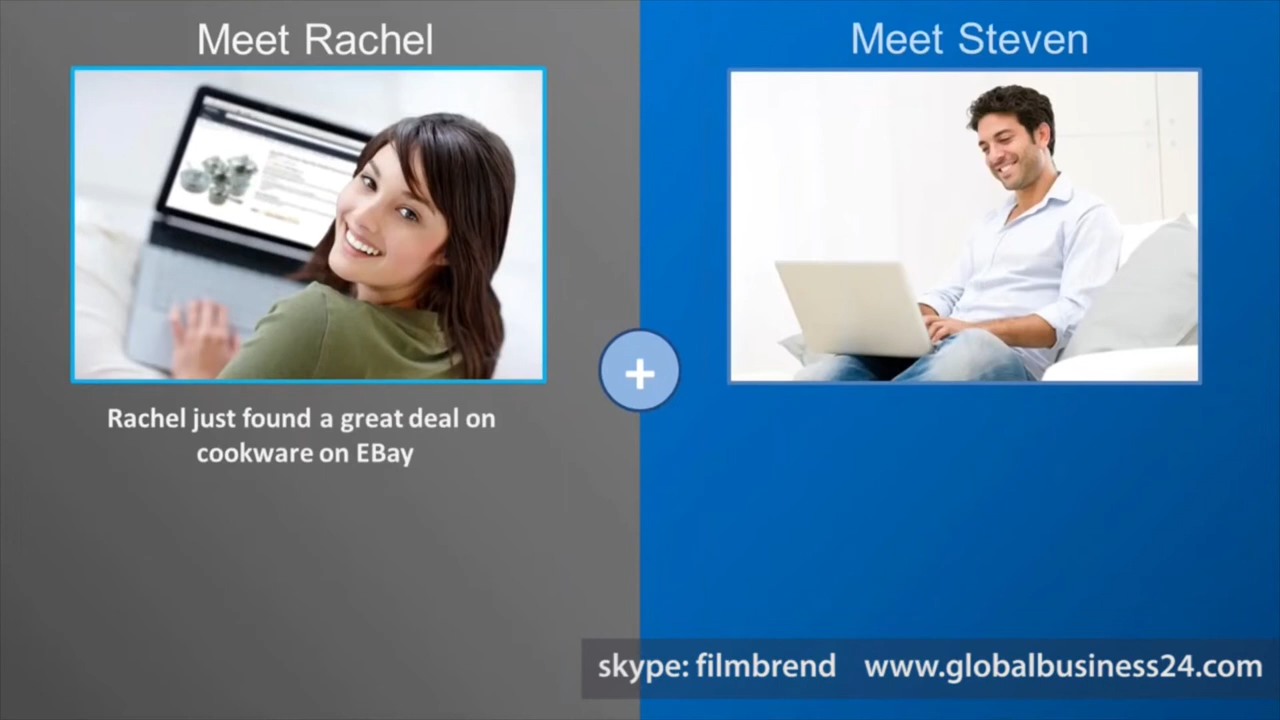 Meet Rachel
Meet Steven
+
Rachel just found a great deal on
cookware on EBay
skype: filmbrend www.globalbusiness24.com